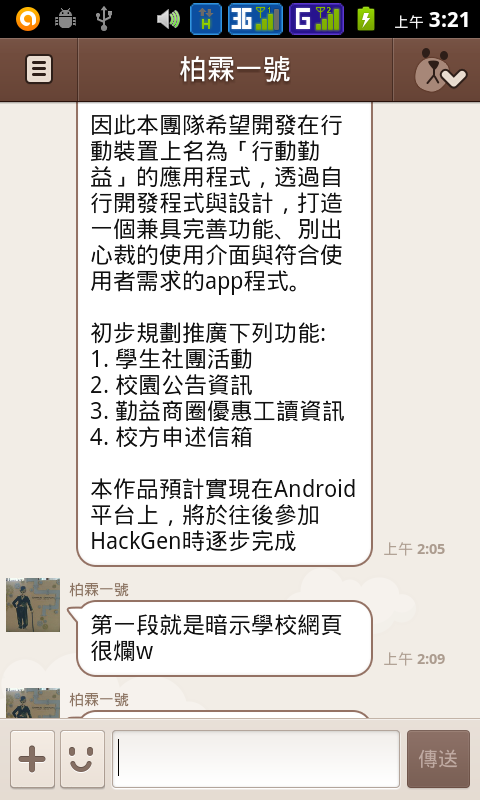 H
3G
1
G
2
上午 3:21
柏霖一號
因此本團隊希望開發在行
動裝置上名為「行動勤
益」的應用程式，透過自
行開發程式與設計，打造
一個兼具完善功能、別出
心裁的使用介面與符合使
用者需求的app程式。
初步規劃推廣下列功能:
1. 學生社團活動
2. 校園公告資訊
3. 勤益商圈優惠工讀資訊
4. 校方申述信箱
本作品預計實現在Android
平台上，將於往後參加
HackGen時逐步完成
上午 2:05
柏霖一號
第一段就是暗示學校網頁
很爛w
上午 2:09
柏霖一號
傳送